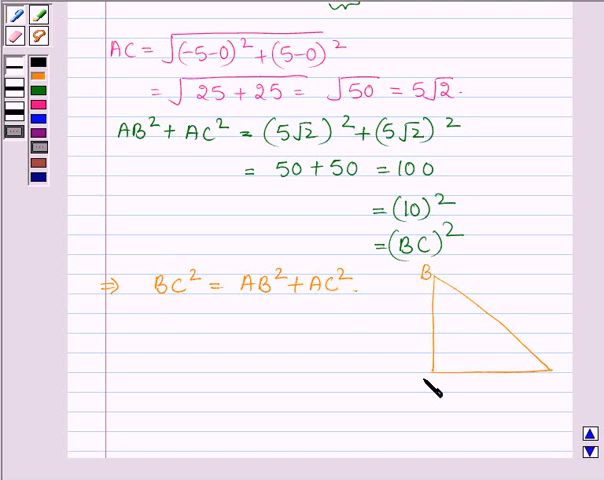 AC = √(-5-0)² + (5-0)²
= √25 + 25 = √50 = 5√2.
AB² + AC² = (5√2)² + (5√2)²
= 50 + 50 = 100
= (10)²
= (BC)²
⇒ BC² = AB² + AC².
B